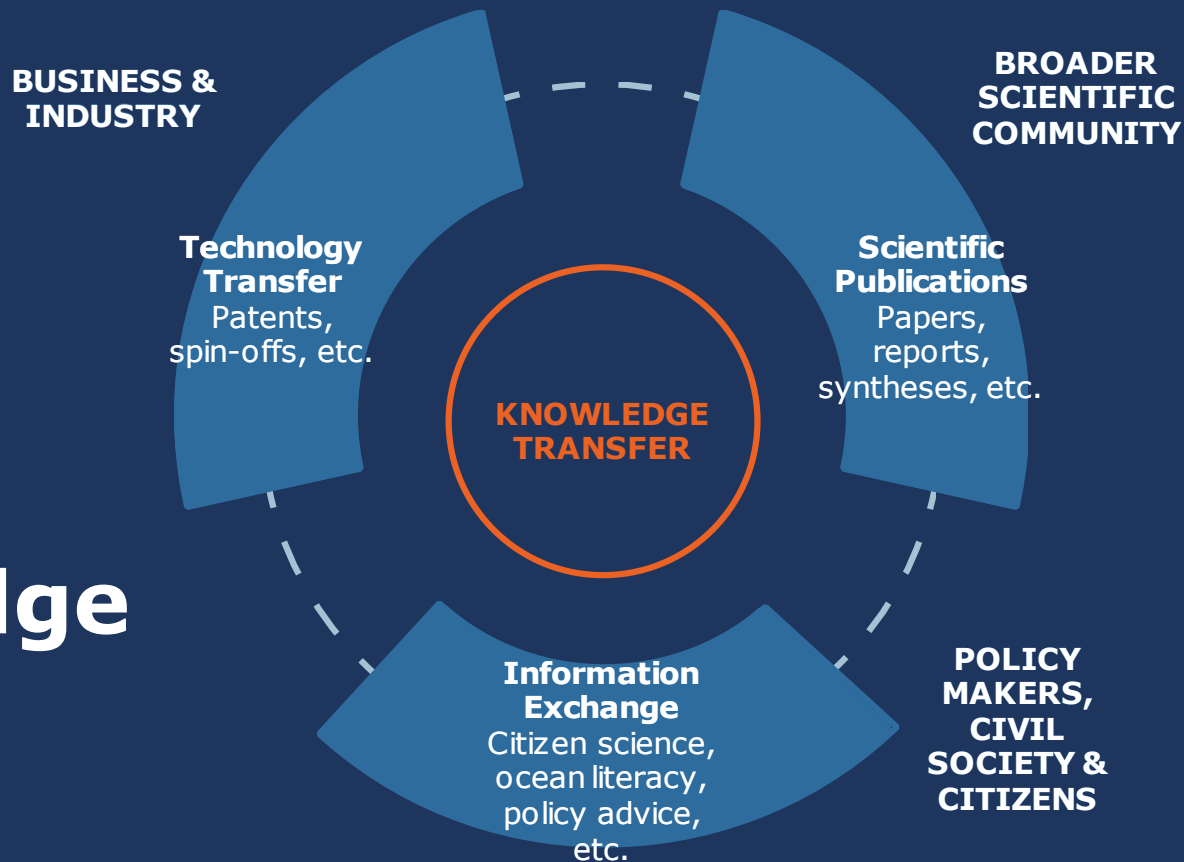 BUSINESS &
INDUSTRY
BROADER
SCIENTIFIC
COMMUNITY
Technology
Transfer
Patents,
spin-offs, etc.
Scientific
Publications
Papers,
reports,
syntheses, etc.
KNOWLEDGE
TRANSFER
dge
Information
Exchange
Citizen science,
ocean literacy,
policy advice,
etc.
POLICY
MAKERS,
CIVIL
SOCIETY &
CITIZENS